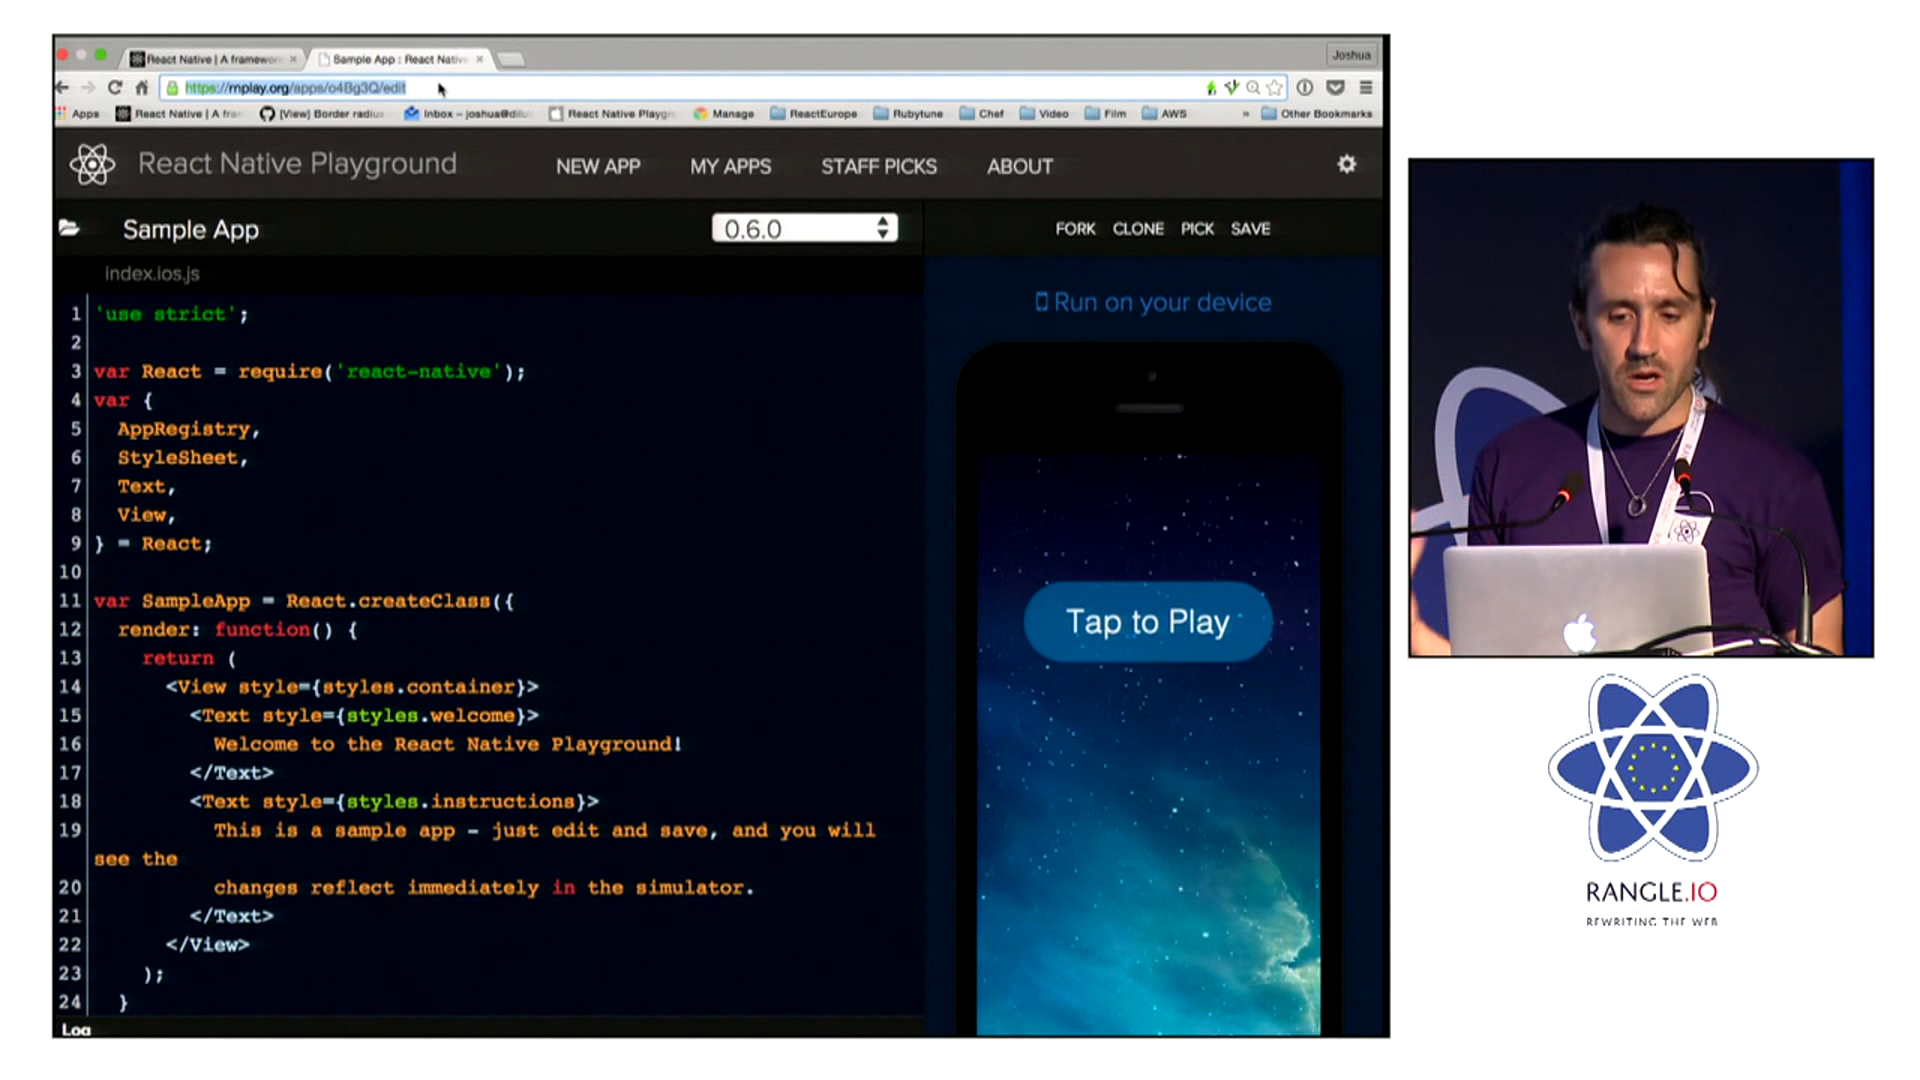 React Native | A framewor
Sample App : React Native
Joshua
https://rnplay.org/apps/o4Bg3Q/edit
Apps
React Native | A fra
[View] Border radius
Inbox – joshua@dilu
React Native Playgr
Manage
ReactEurope
Rubytune
Chef
Video
Film
AWS
»
Other Bookmarks
React Native Playground
NEW APP
MY APPS
STAFF PICKS
ABOUT
Sample App
0.6.0
FORK CLONE PICK SAVE
index.ios.js
Run on your device
1 'use strict';
2
3 var React = require('react-native');
4 var {
5 AppRegistry,
6 StyleSheet,
7 Text,
8 View,
9 } = React;
10
11 var SampleApp = React.createClass({
12 render: function() {
13 return (
14 <View style={styles.container}>
15 <Text style={styles.welcome}>
16 Welcome to the React Native Playground!
17 </Text>
18 <Text style={styles.instructions}>
19 This is a sample app - just edit and save, and you will
see the
20 changes reflect immediately in the simulator.
21 </Text>
22 </View>
23 );
24 }
Log
Tap to Play
RANGLE.IO
REWRITING THE WEB